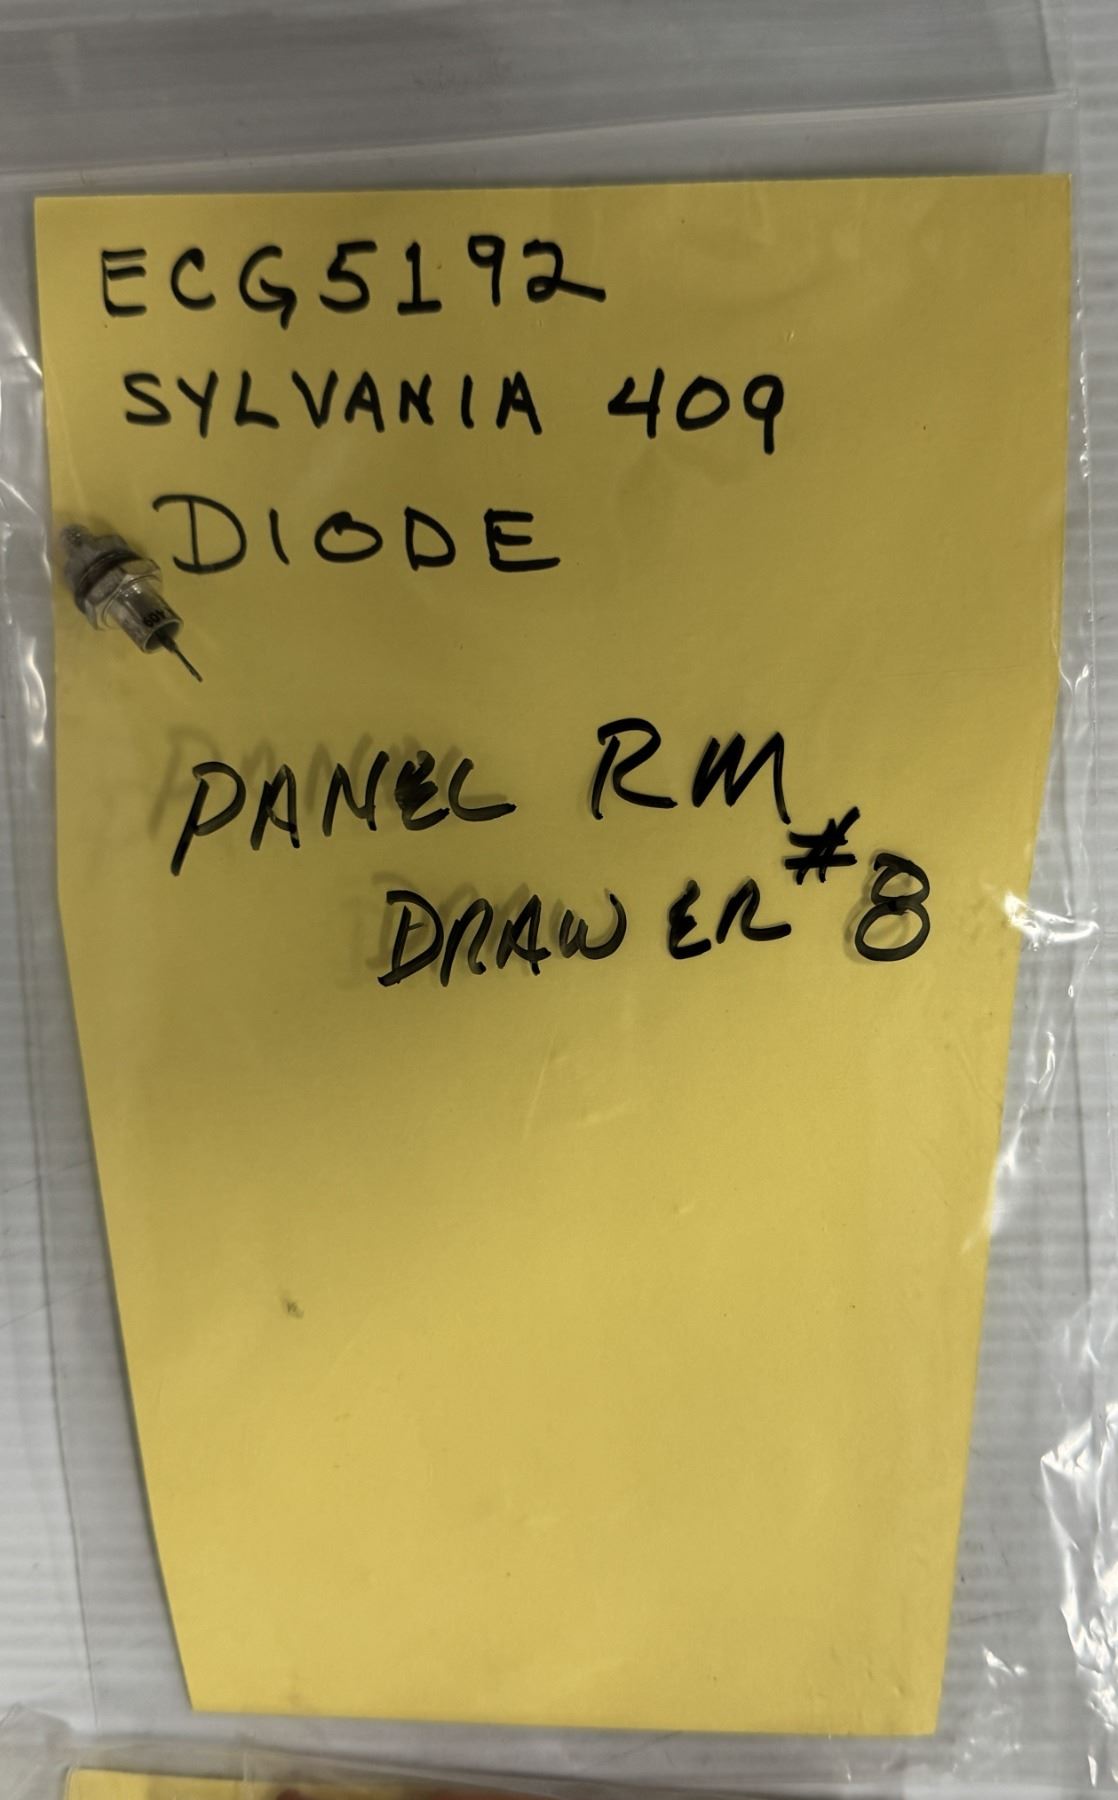 ECG5192
SYLVANIA 409
DIODE
PANEL RM
DRAWER #8